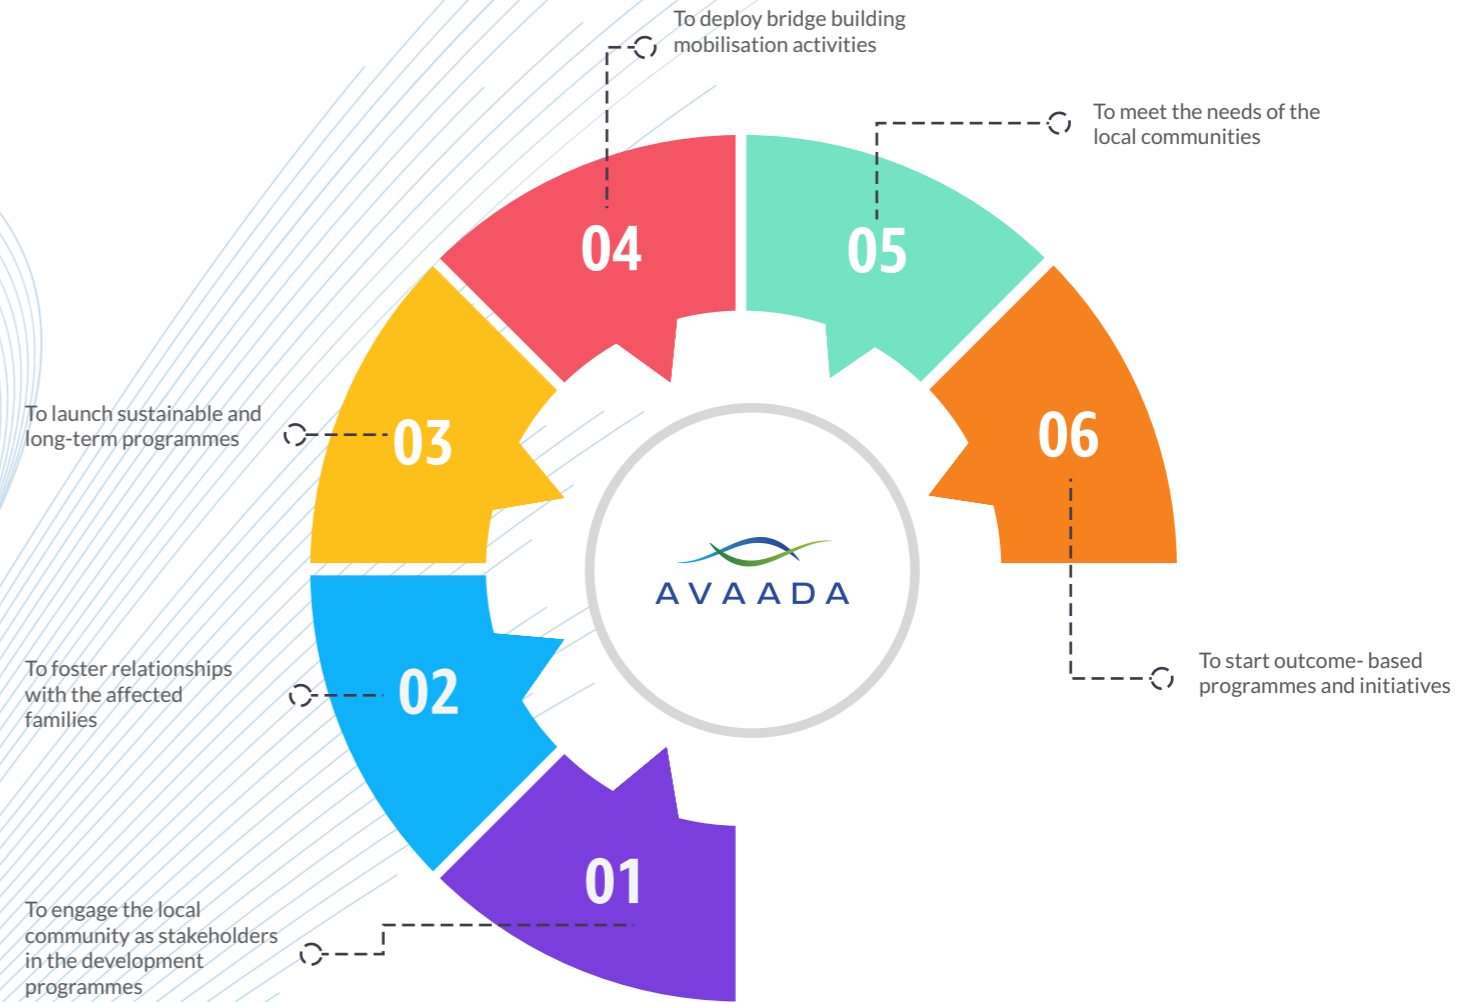 To deploy bridge building
mobilisation activities
To meet the needs of the
local communities
04
05
06
To launch sustainable and
long-term programmes
03
AVAADA
To foster relationships
with the affected
families
02
To start outcome- based
programmes and initiatives
01
To engage the local
community as stakeholders
in the development
programmes